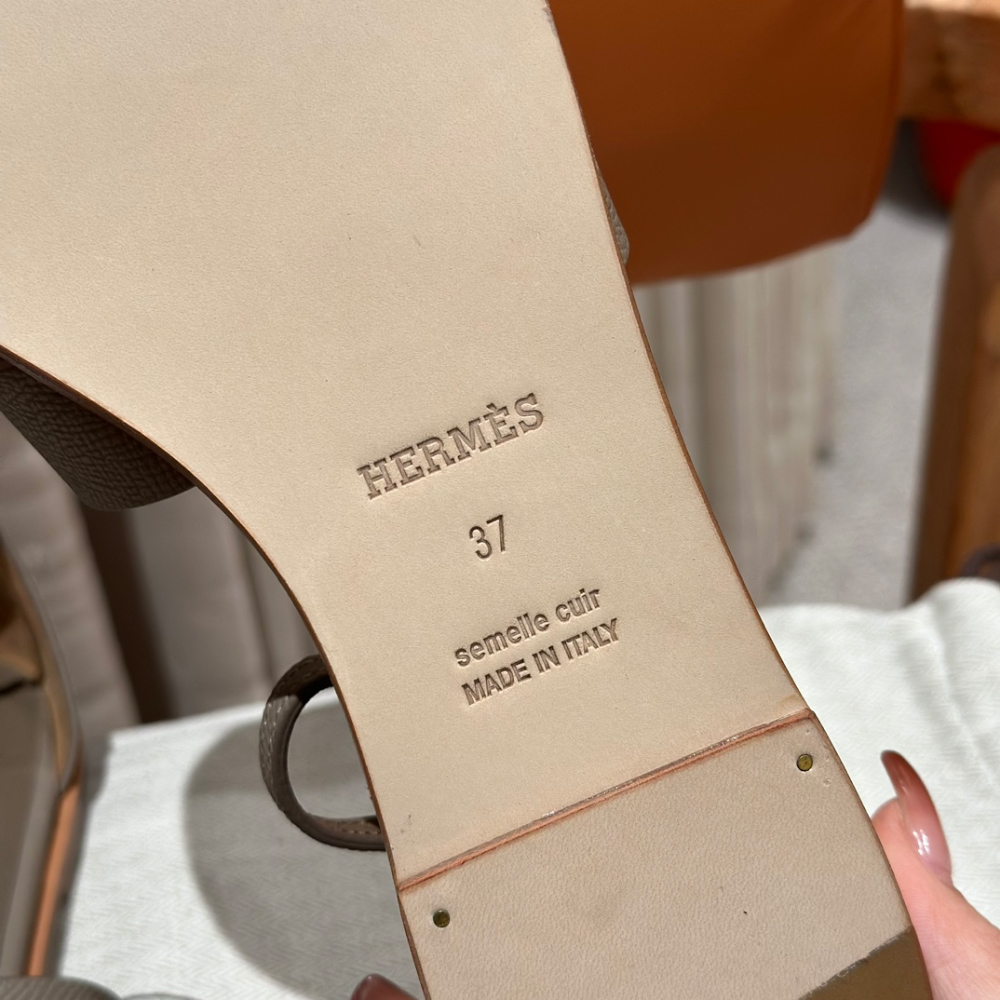 HERMÈS
37
semelle cuir
MADE IN ITALY